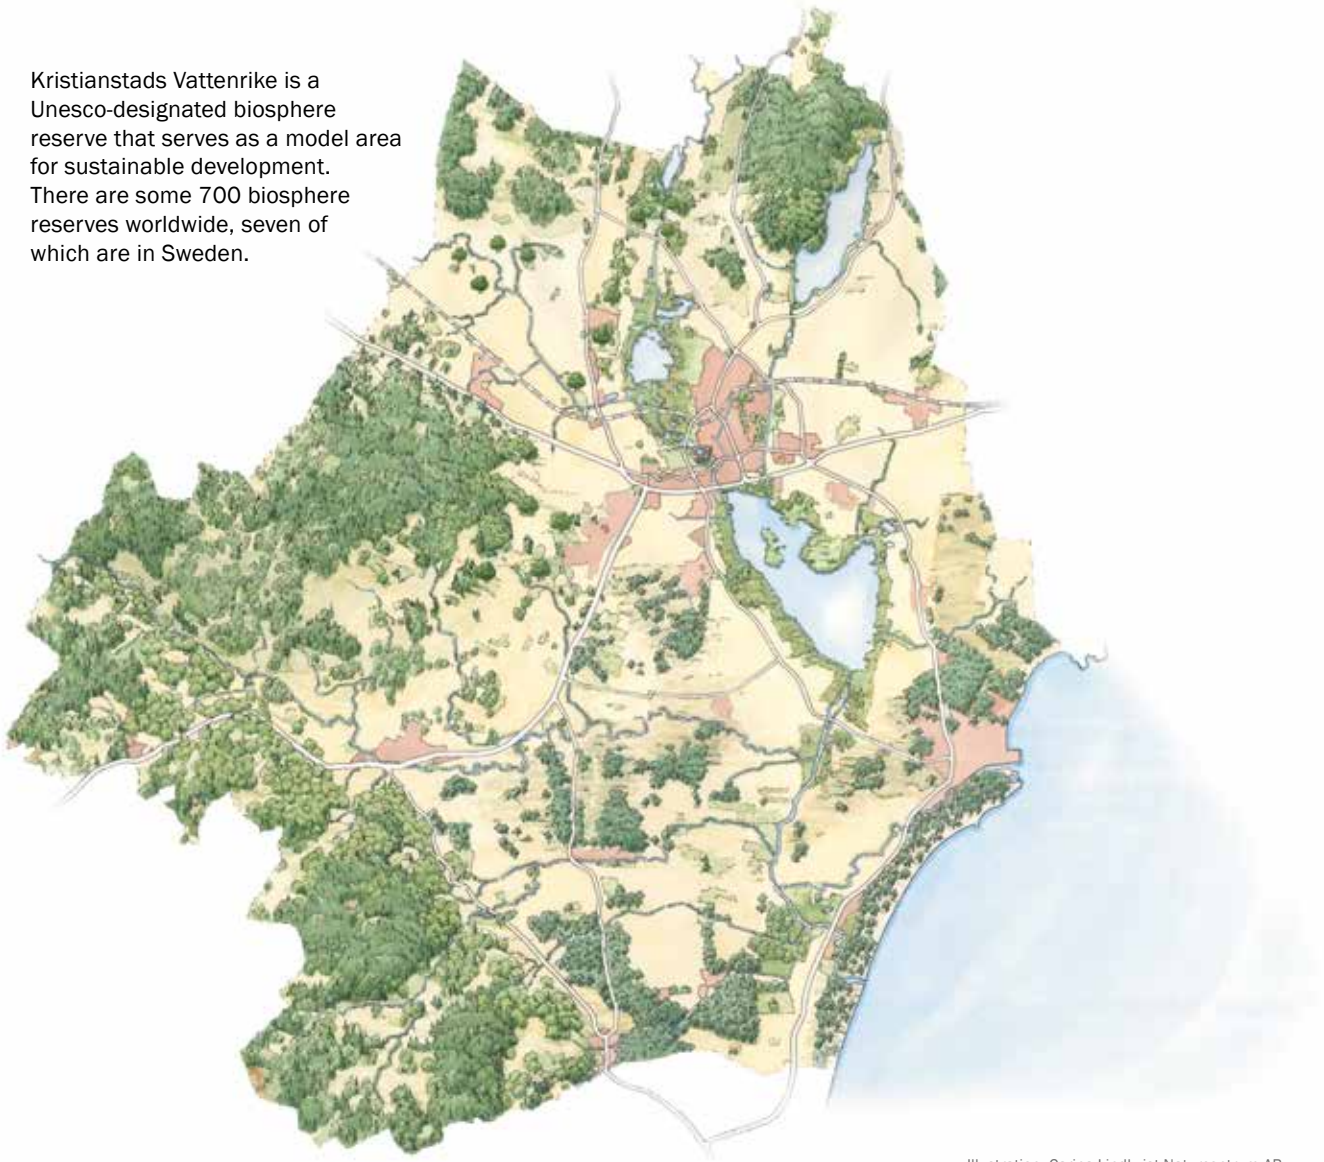 Kristianstads Vattenrike is a
Unesco-designated biosphere
reserve that serves as a model area
for sustainable development.
There are some 700 biosphere
reserves worldwide, seven of
which are in Sweden.